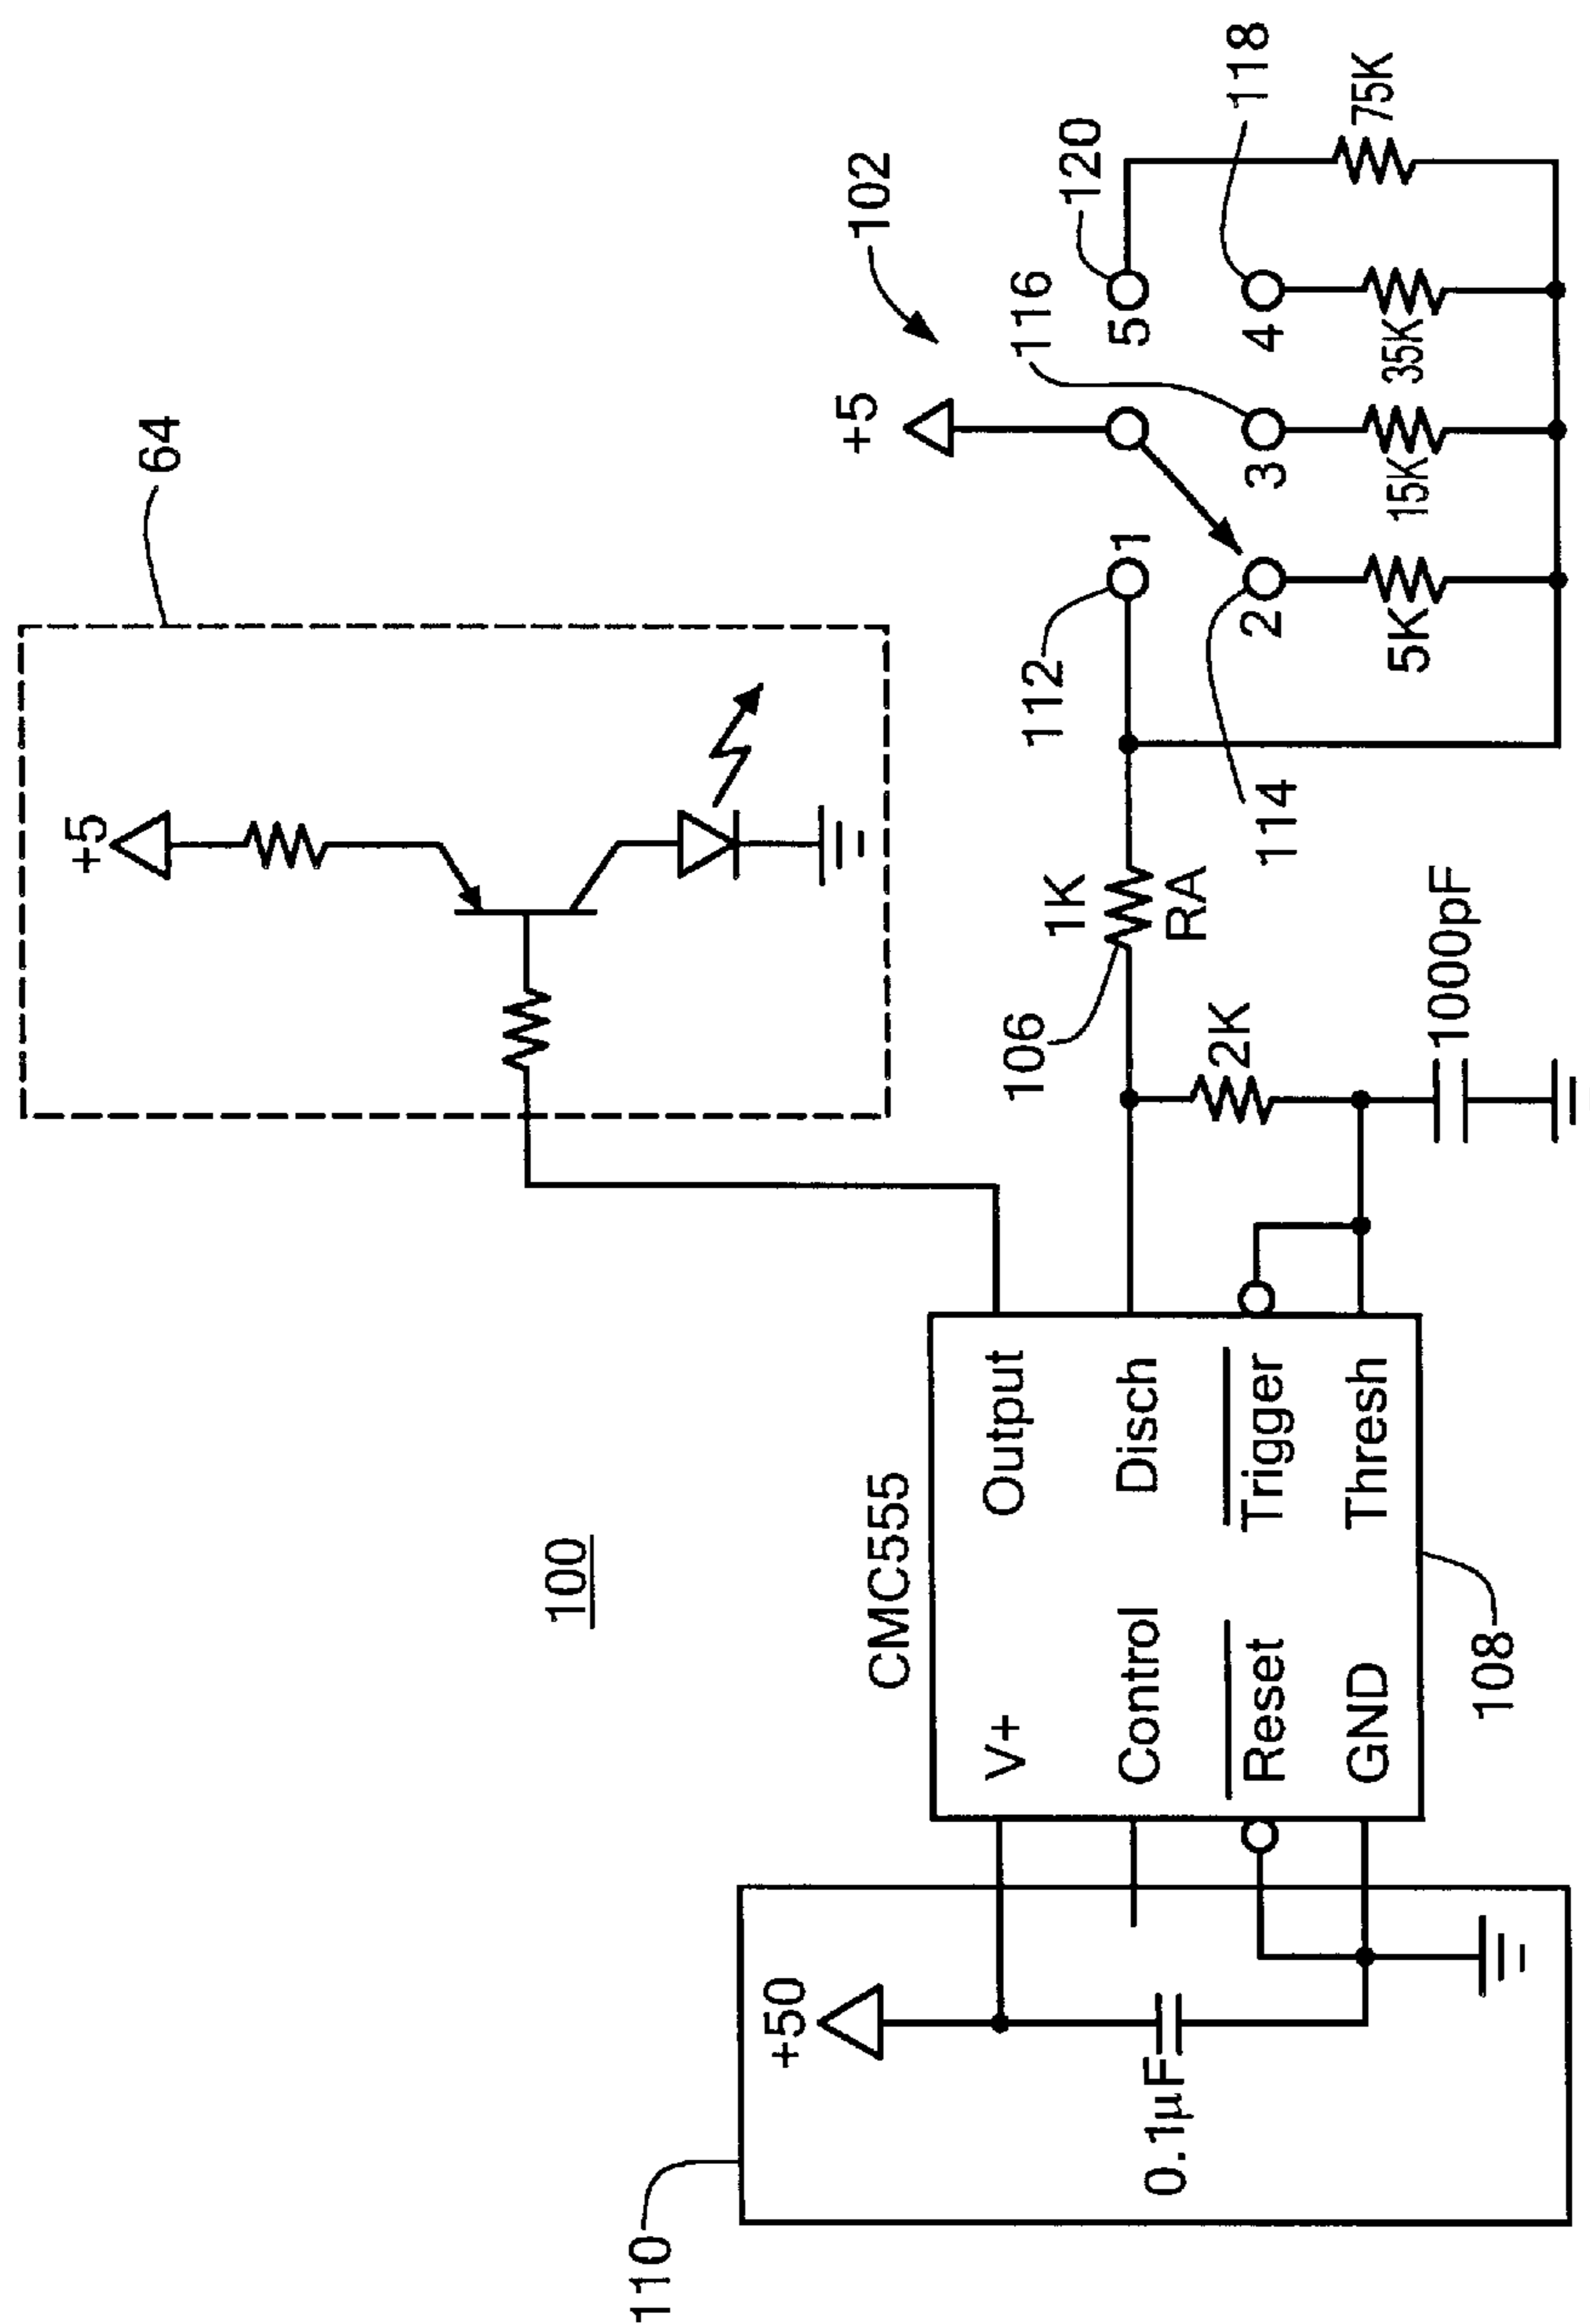 64
+5
100
CMC555
V+
Output
Control
Disch
Reset
Trigger
GND
Thresh
108
110
+50
0.1µF
106
1K
RA
2K
1000pF
112
1
114
2
5K
+5
102
116
3
15K
5
120
4
118
35K
75K